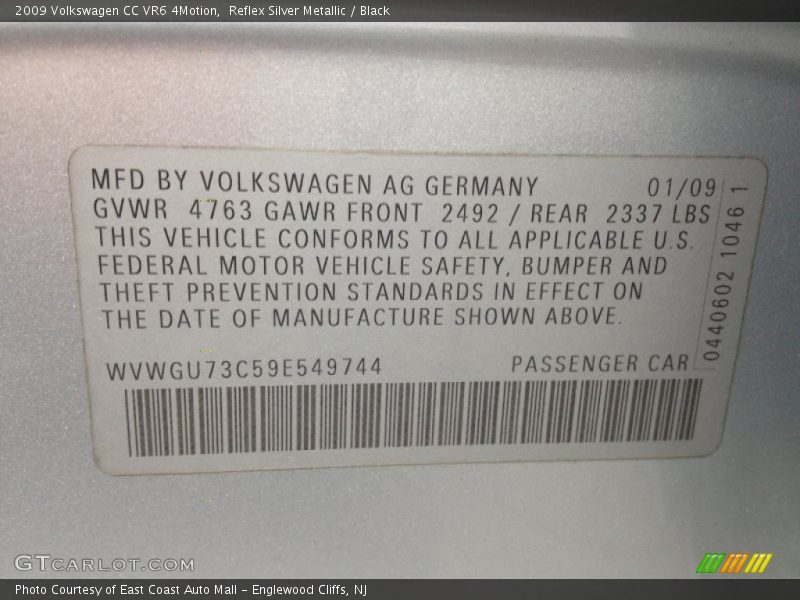 2009 Volkswagen CC VR6 4Motion,  Reflex Silver Metallic / Black
MFD BY VOLKSWAGEN AG GERMANY 01/09
GVWR 4763 GAWR FRONT 2492 / REAR 2337 LBS
THIS VEHICLE CONFORMS TO ALL APPLICABLE U.S.
FEDERAL MOTOR VEHICLE SAFETY, BUMPER AND
THEFT PREVENTION STANDARDS IN EFFECT ON
THE DATE OF MANUFACTURE SHOWN ABOVE.
WVWGU73C59E549744 PASSENGER CAR
0440602 1046 1
GTCARLOT.COM
Photo Courtesy of East Coast Auto Mall – Englewood Cliffs, NJ